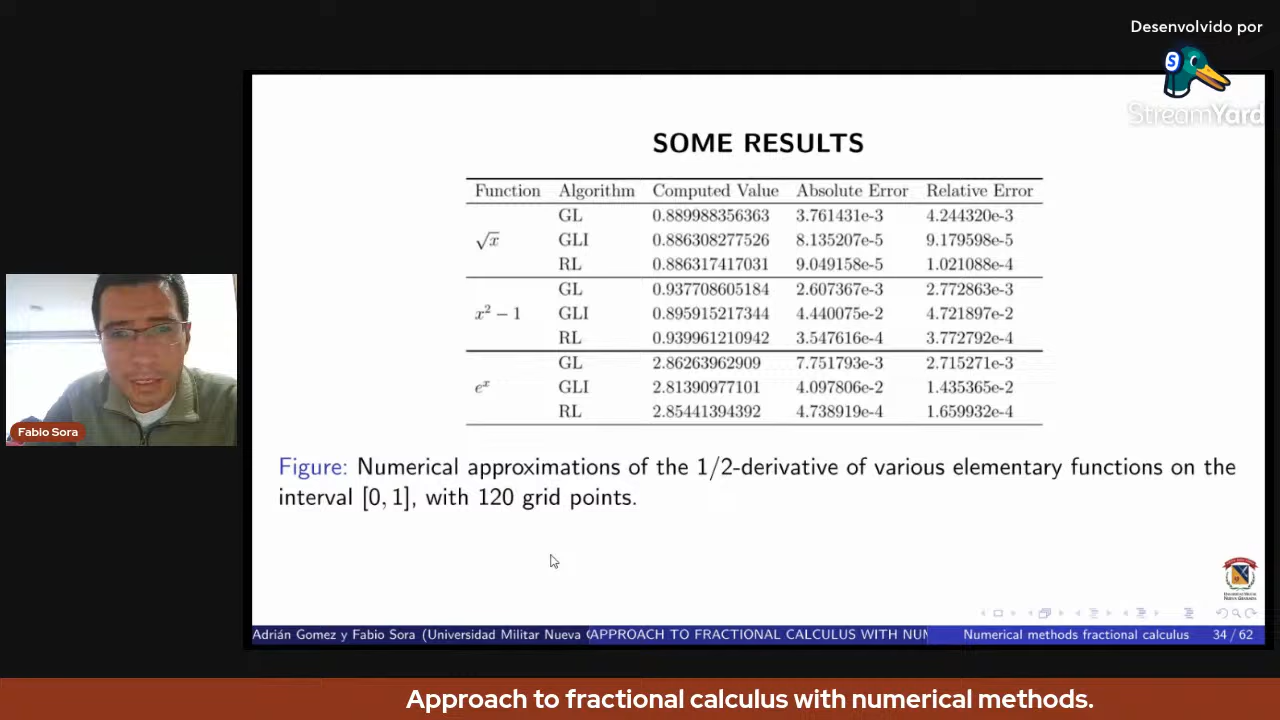 Desenvolvido por
StreamYard
SOME RESULTS
Function Algorithm Computed Value Absolute Error Relative Error
GL 0.889988356363 3.761431e-3 4.244320e-3
√x GLI 0.886308277526 8.135207e-5 9.179598e-5
RL 0.886317417031 9.049158e-5 1.021088e-4
GL 0.937708605184 2.607367e-3 2.772863e-3
x² − 1 GLI 0.895915217344 4.440075e-2 4.721897e-2
RL 0.939961210942 3.547616e-4 3.772792e-4
GL 2.86263962909 7.751793e-3 2.715271e-3
eˣ GLI 2.81390977101 4.097806e-2 1.435365e-2
RL 2.85441394392 4.738919e-4 1.659932e-4
Fabio Sora
Figure: Numerical approximations of the 1/2-derivative of various elementary functions on the
interval [0, 1], with 120 grid points.
Adrián Gomez y Fabio Sora (Universidad Militar Nueva APPROACH TO FRACTIONAL CALCULUS WITH NUM Numerical methods fractional calculus 34 / 62
Approach to fractional calculus with numerical methods.